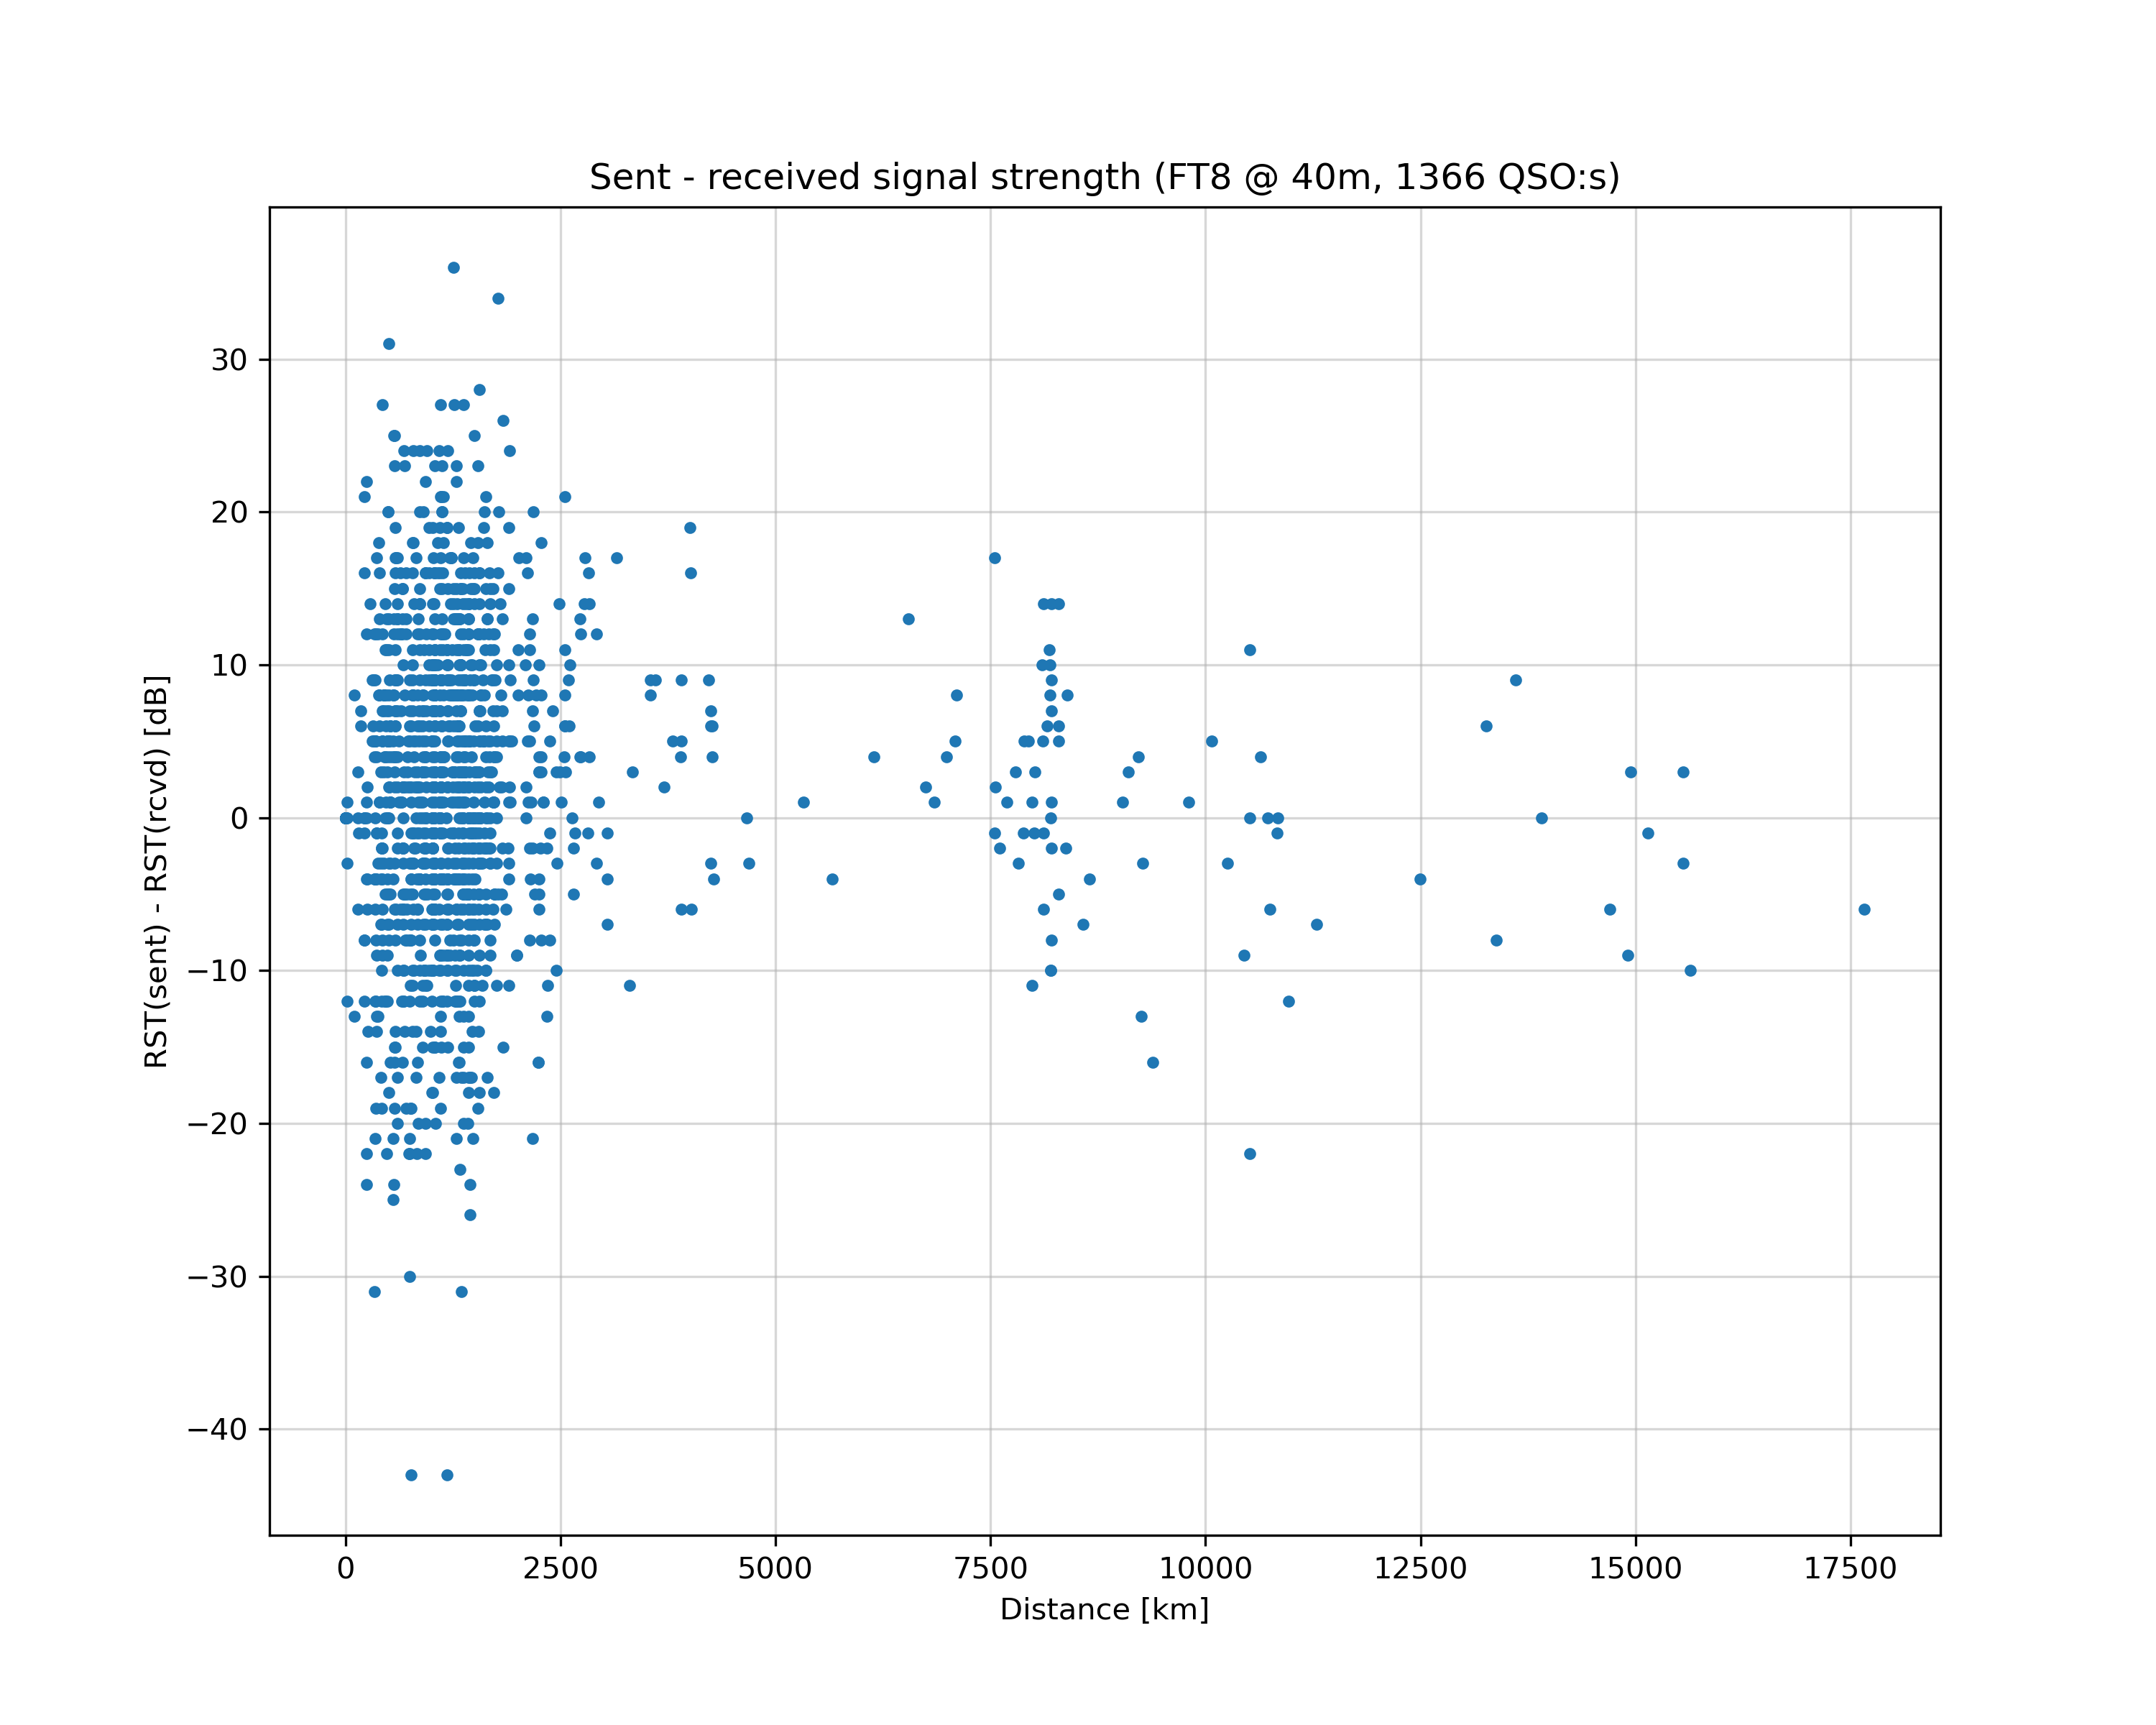 Sent - received signal strength (FT8 @ 40m, 1366 QSO:s)
RST(sent) - RST(rcvd) [dB]
30
20
10
0
−10
−20
−30
−40
0 2500 5000 7500 10000 12500 15000 17500
Distance [km]